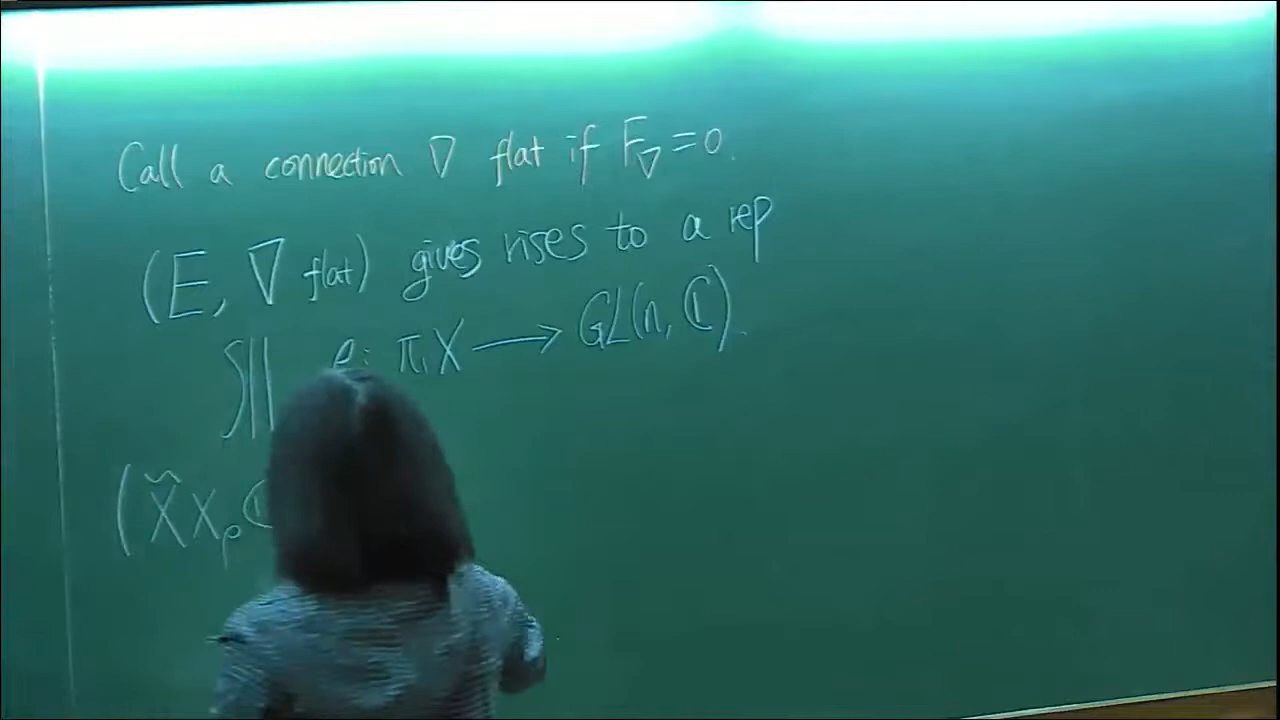 Call a connection ∇ flat if F_∇ = 0.
(E, ∇ flat) gives rises to a rep
S|| ρ: π₁X ⟶ GL(n, ℂ).
(X̃ ×_ρ ℂ